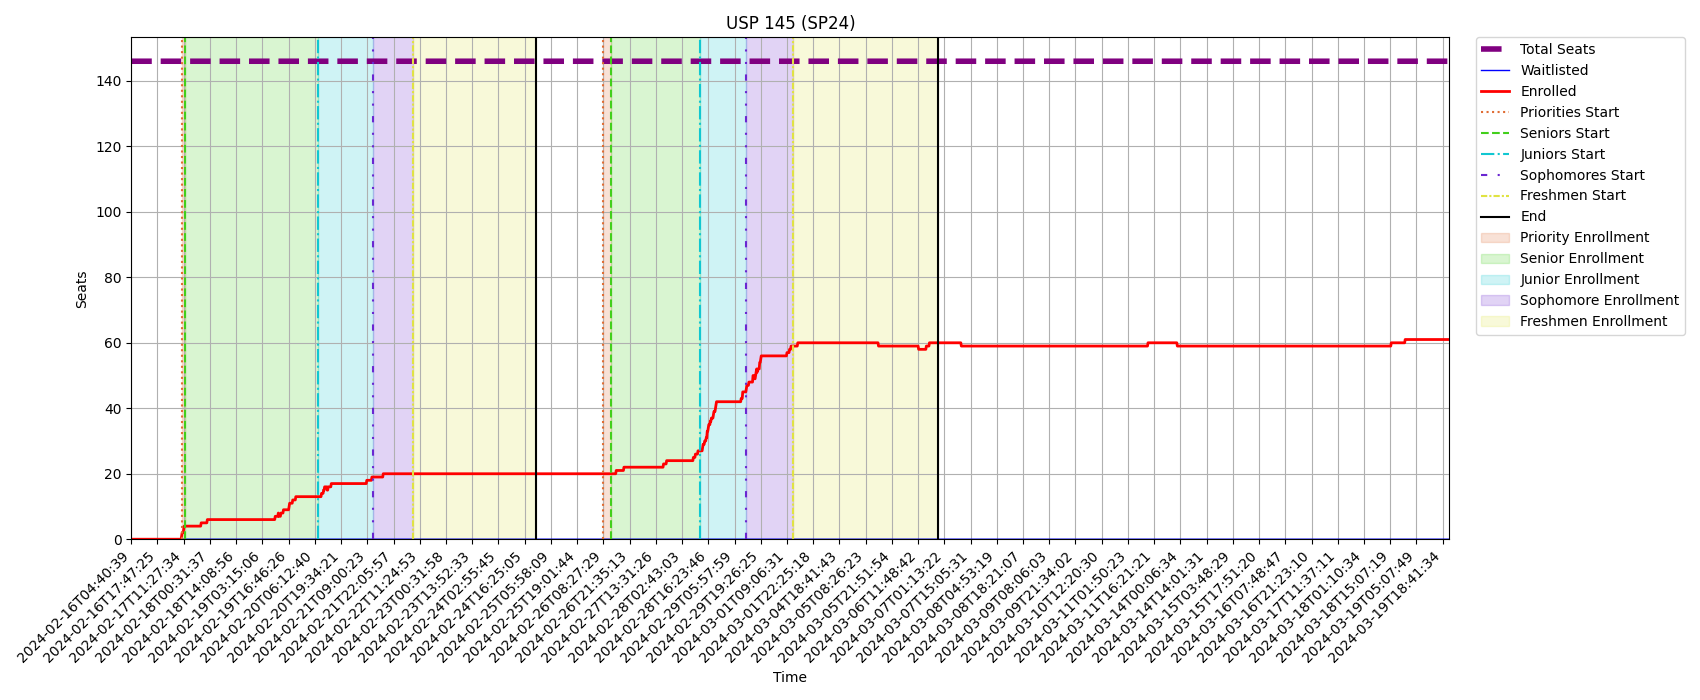 USP 145 (SP24)
Total Seats
Waitlisted
Enrolled
Priorities Start
Seniors Start
Juniors Start
Sophomores Start
Freshmen Start
End
Priority Enrollment
Senior Enrollment
Junior Enrollment
Sophomore Enrollment
Freshmen Enrollment
Seats
140
120
100
80
60
40
20
0
2024-02-16T04:40:39
2024-02-16T17:47:25
2024-02-17T11:27:34
2024-02-18T00:31:37
2024-02-18T14:08:56
2024-02-19T03:15:06
2024-02-19T16:46:26
2024-02-20T06:12:40
2024-02-20T19:34:21
2024-02-21T09:00:23
2024-02-21T22:05:57
2024-02-22T11:24:53
2024-02-23T00:31:58
2024-02-23T13:52:33
2024-02-24T02:55:45
2024-02-24T16:25:05
2024-02-25T05:58:09
2024-02-25T19:01:44
2024-02-26T08:27:29
2024-02-26T21:35:13
2024-02-27T13:31:26
2024-02-28T02:43:03
2024-02-28T16:23:46
2024-02-29T05:57:59
2024-02-29T19:26:25
2024-03-01T09:06:31
2024-03-01T22:25:18
2024-03-04T18:41:43
2024-03-05T08:26:23
2024-03-05T21:51:54
2024-03-06T11:48:42
2024-03-07T01:13:22
2024-03-07T15:05:31
2024-03-08T04:53:19
2024-03-08T18:21:07
2024-03-09T08:06:03
2024-03-09T21:34:02
2024-03-10T12:20:30
2024-03-11T01:50:23
2024-03-11T16:21:21
2024-03-14T00:06:34
2024-03-14T14:01:31
2024-03-15T03:48:29
2024-03-15T17:51:20
2024-03-16T07:48:47
2024-03-16T21:23:10
2024-03-17T11:37:11
2024-03-18T01:10:34
2024-03-18T15:07:19
2024-03-19T05:07:49
2024-03-19T18:41:34
Time